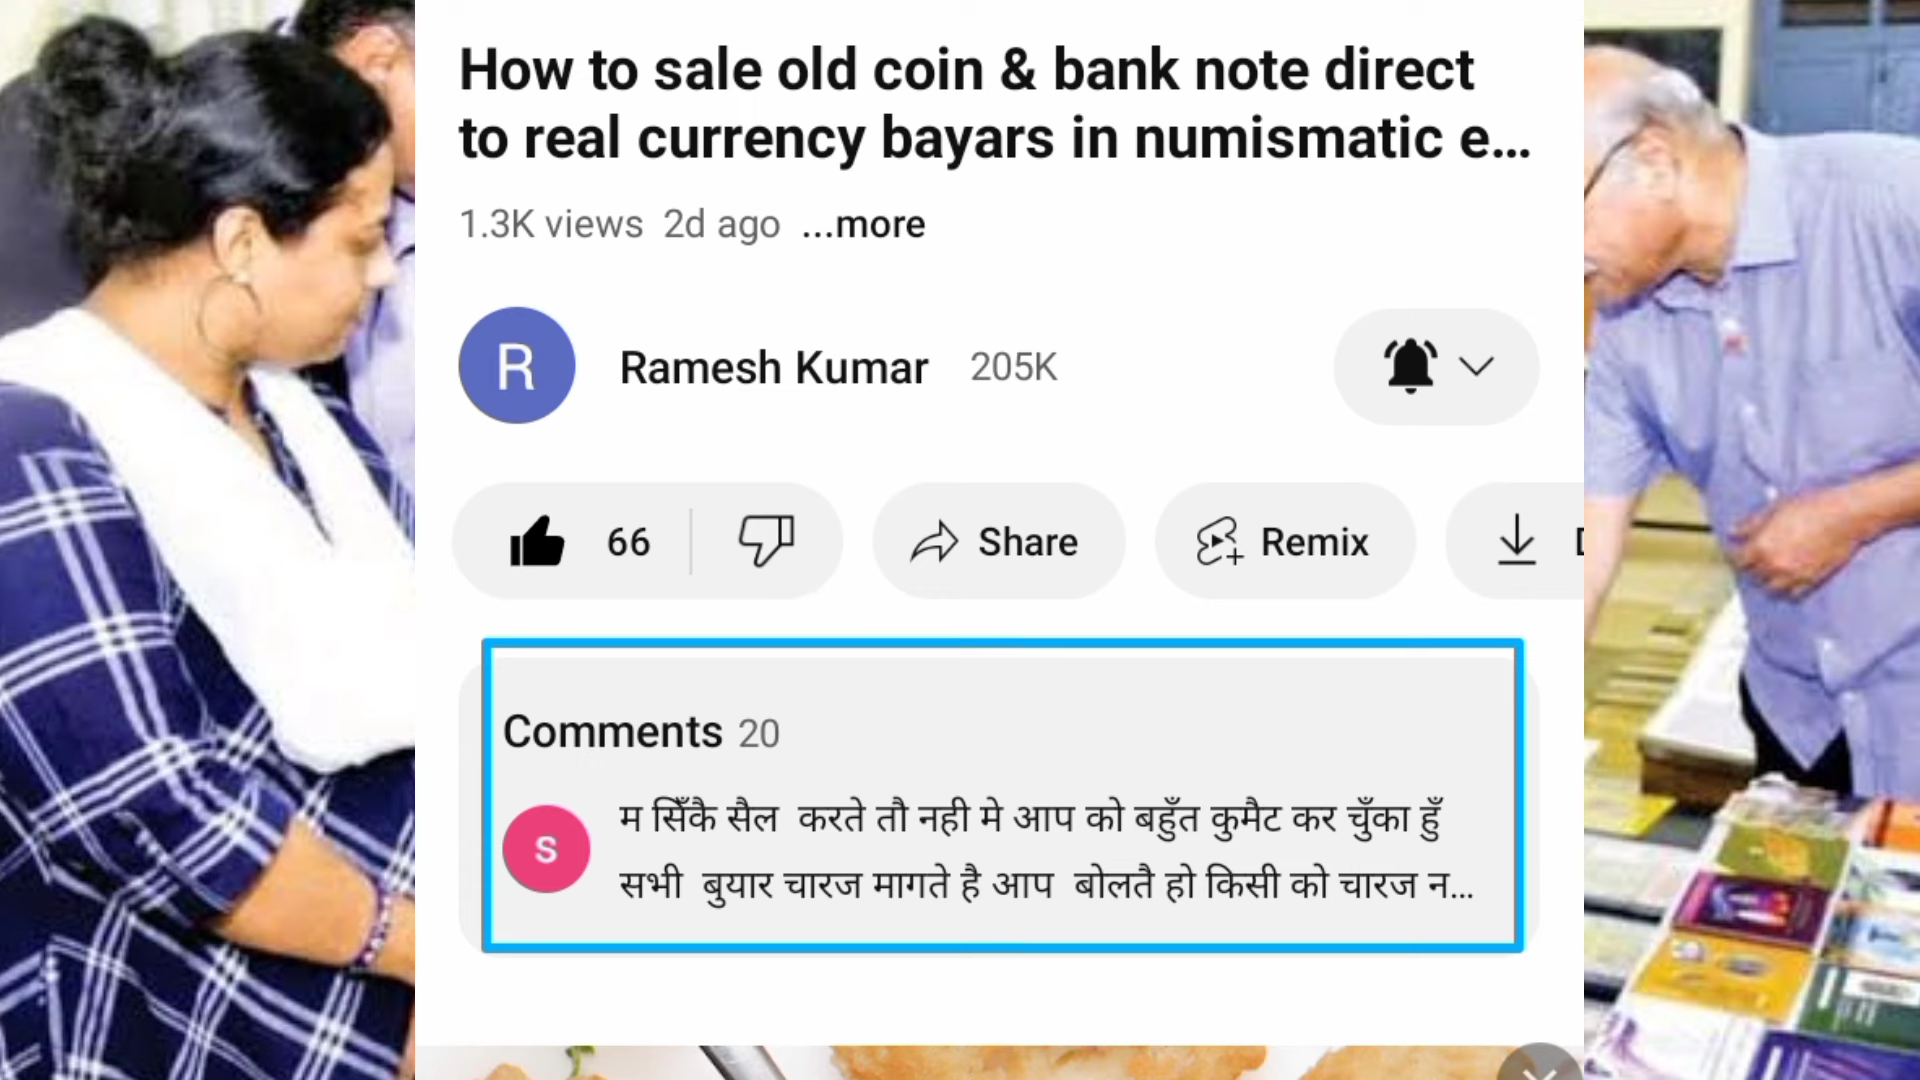 How to sale old coin & bank note direct
to real currency bayars in numismatic e...
1.3K views 2d ago ...more
R
Ramesh Kumar 205K
66
Share
Remix
Comments 20
S
म सिँकै सैल करते तौ नही मे आप को बहुँत कुमैट कर चुँका हुँ
सभी बुयार चारज मागते है आप बोलतै हो किसी को चारज न...